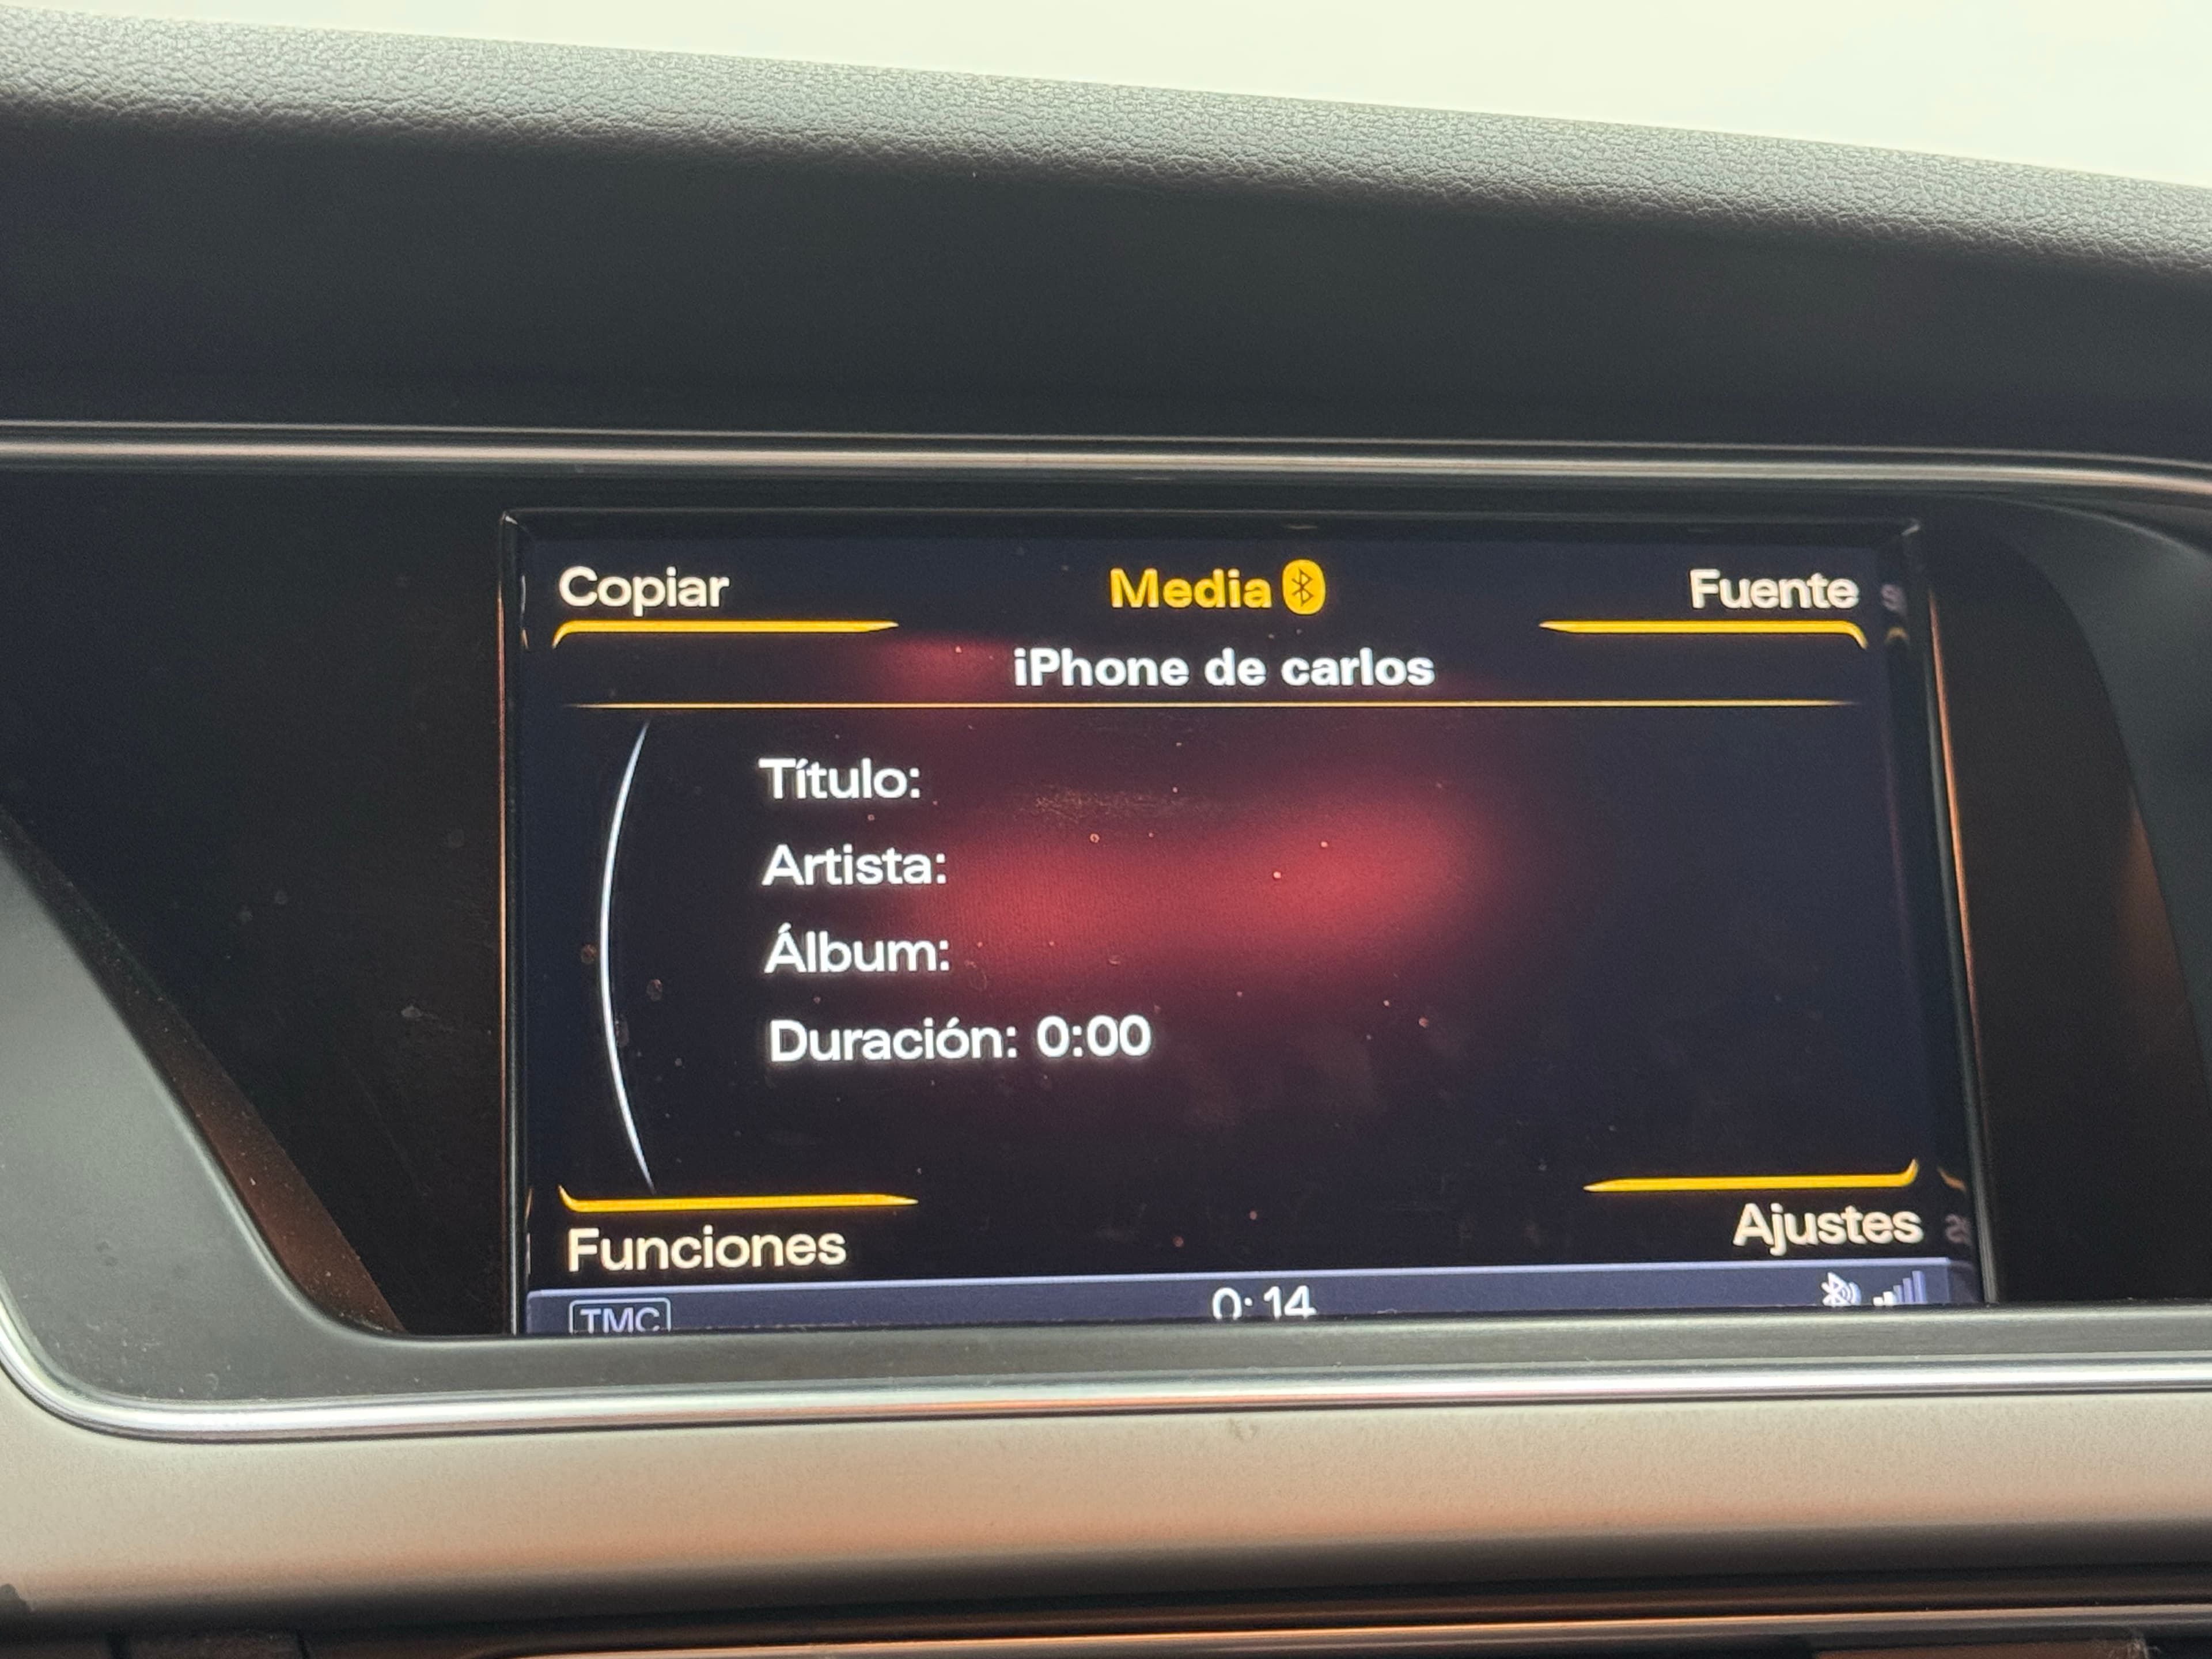 Copiar
Media
Fuente
iPhone de carlos
Título:
Artista:
Álbum:
Duración: 0:00
Funciones
Ajustes
TMC
0:14